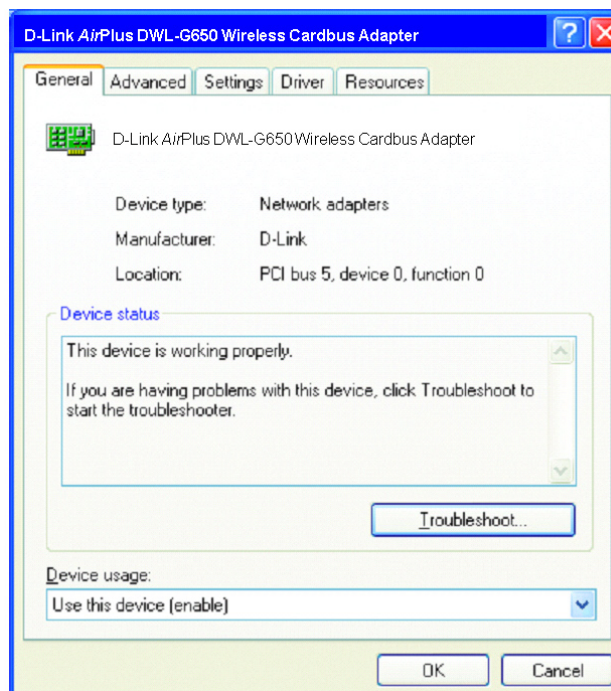 D-Link AirPlus DWL-G650 Wireless Cardbus Adapter
General Advanced Settings Driver Resources
D-Link AirPlus DWL-G650 Wireless Cardbus Adapter
Device type: Network adapters
Manufacturer: D-Link
Location: PCI bus 5, device 0, function 0
Device status
This device is working properly.
If you are having problems with this device, click Troubleshoot to
start the troubleshooter.
Troubleshoot...
Device usage:
Use this device (enable)
OK Cancel